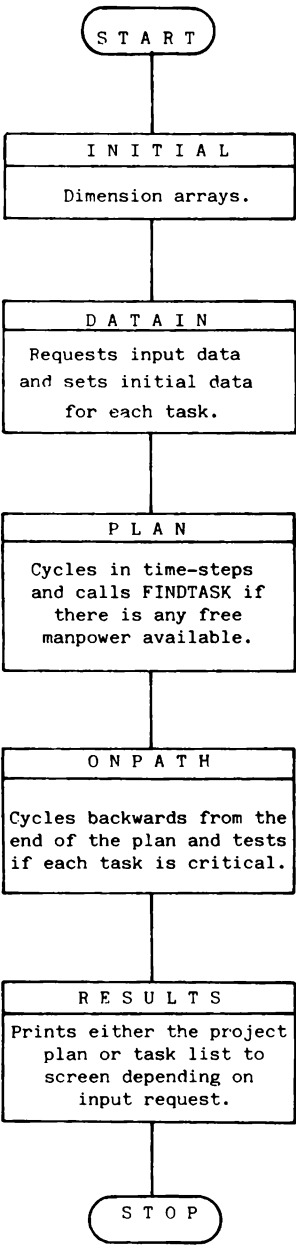 S T A R T
I N I T I A L
Dimension arrays.
D A T A I N
Requests input data
and sets initial data
for each task.
P L A N
Cycles in time-steps
and calls FINDTASK if
there is any free
manpower available.
O N P A T H
Cycles backwards from the
end of the plan and tests
if each task is critical.
R E S U L T S
Prints either the project
plan or task list to
screen depending on
input request.
S T O P